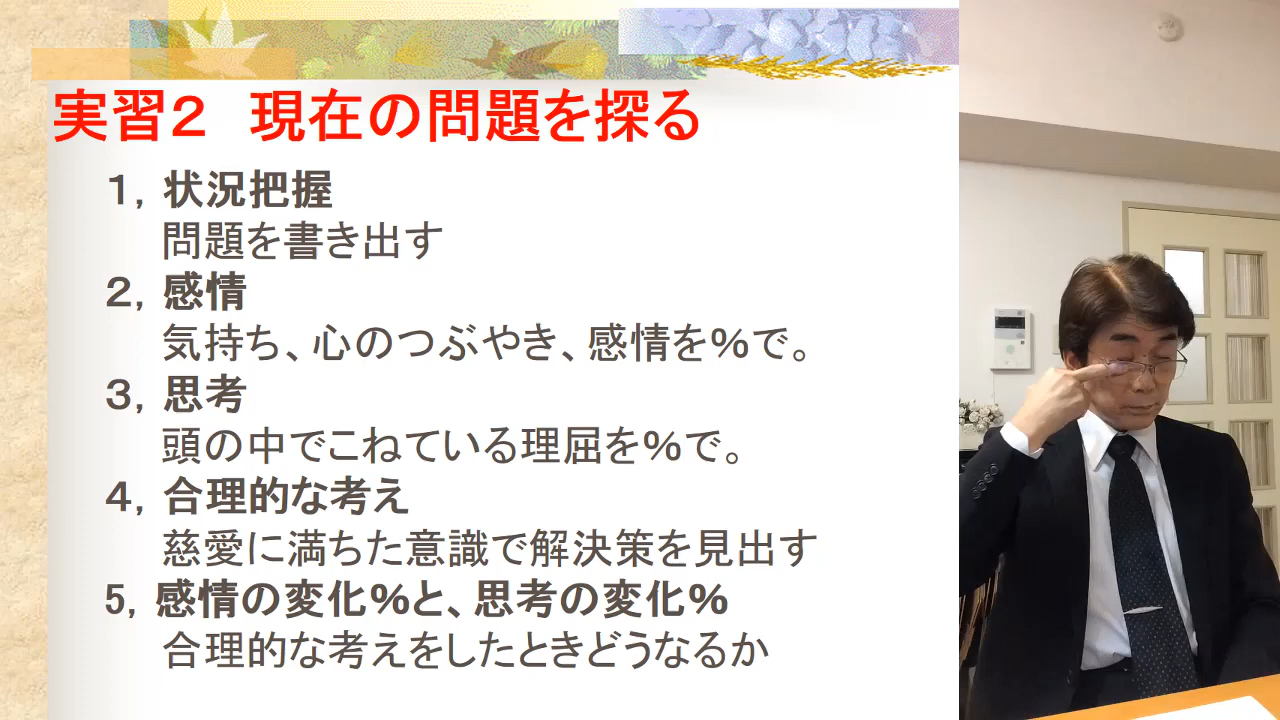 実習２　現在の問題を探る
１，状況把握
問題を書き出す
２，感情
気持ち、心のつぶやき、感情を％で。
３，思考
頭の中でこねている理屈を％で。
４，合理的な考え
慈愛に満ちた意識で解決策を見出す
５，感情の変化％と、思考の変化％
合理的な考えをしたときどうなるか